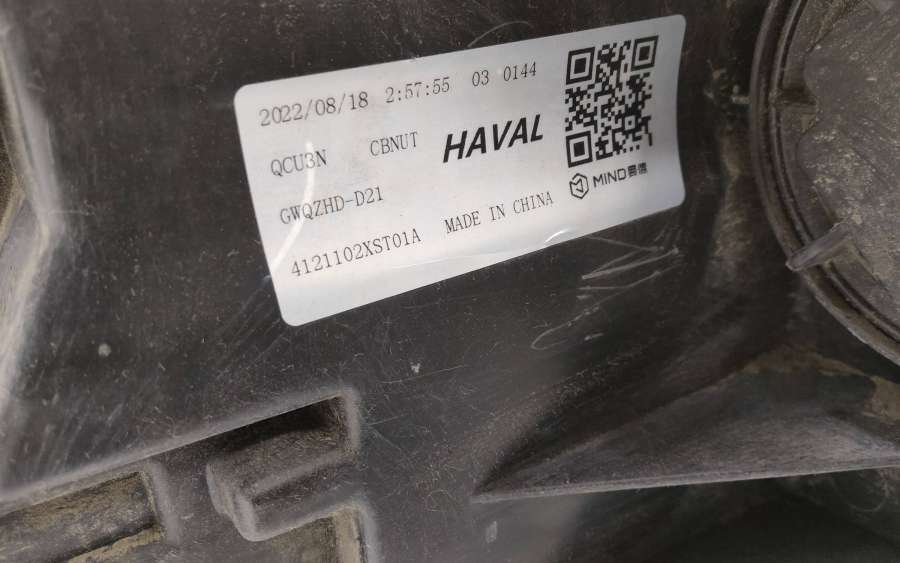 2022/08/18 2:57:55 03 0144
QCU3N CBNUT HAVAL
GWQZHD-D21
4121102XST01A MADE IN CHINA
MIND易德